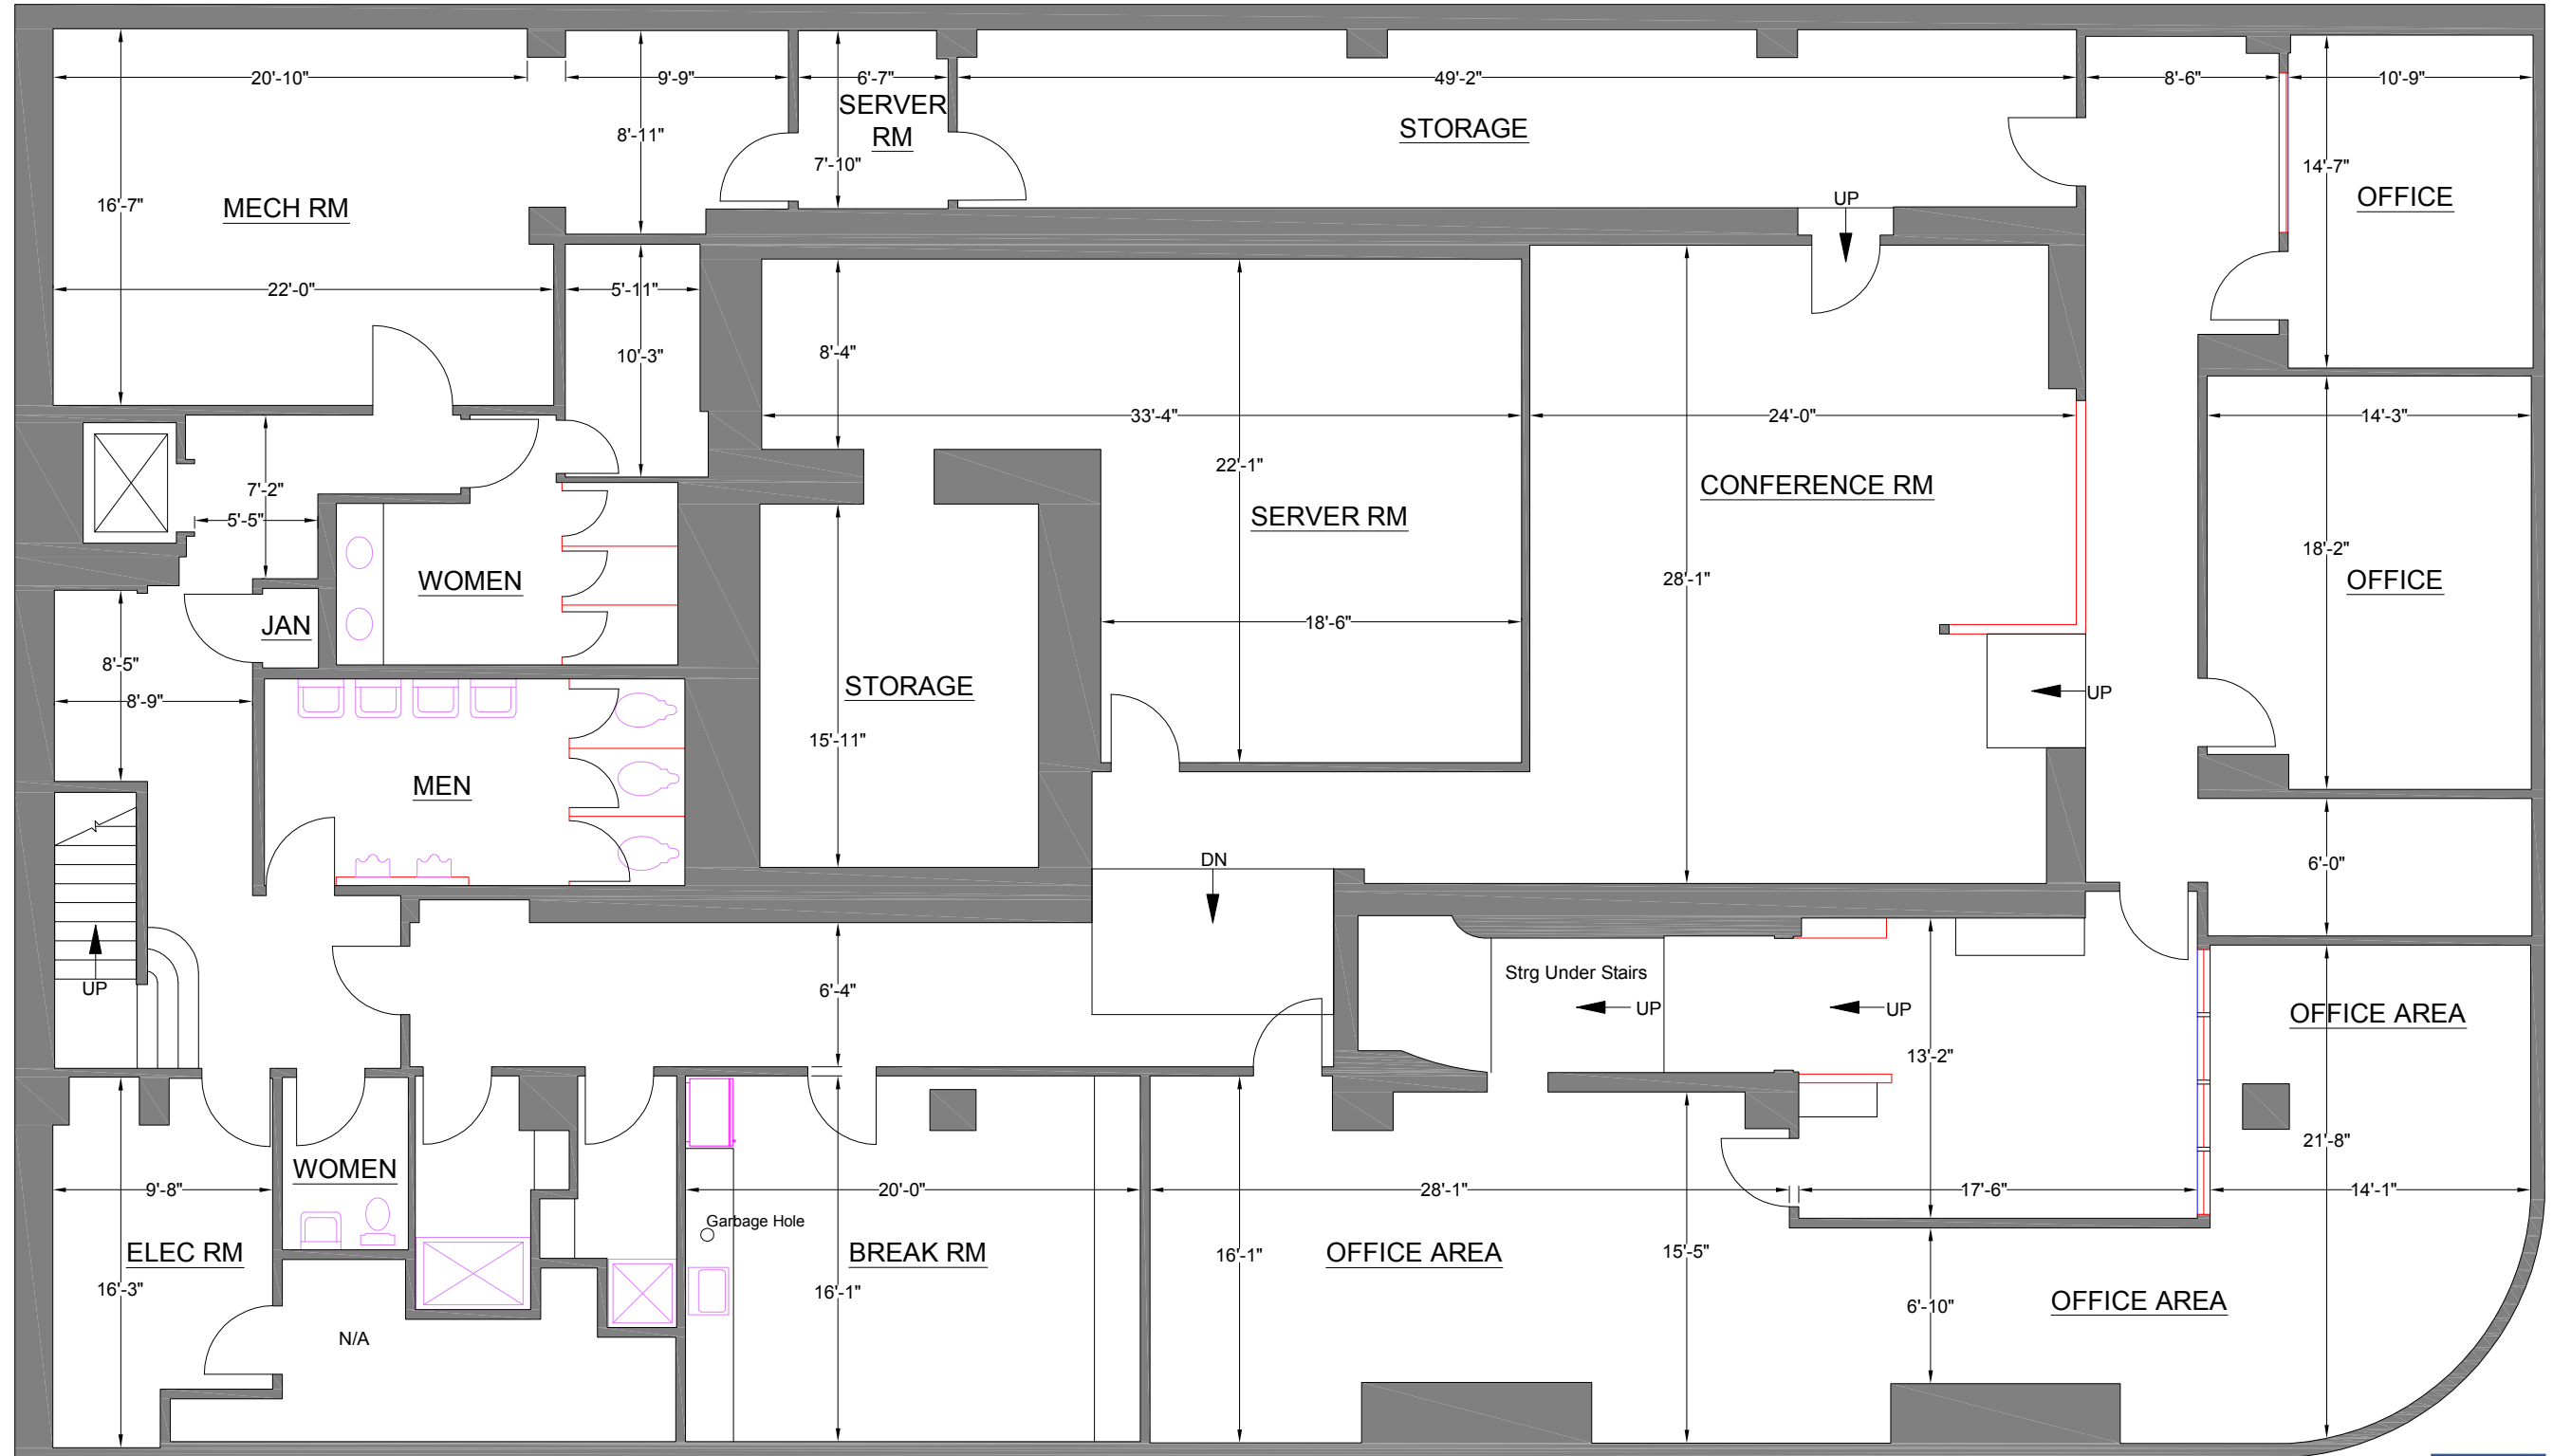 20'-10"
9'-9"
6'-7"
49'-2"
8'-6"
10'-9"
SERVER
RM
8'-11"
STORAGE
7'-10"
14'-7"
16'-7"
MECH RM
UP
OFFICE
22'-0"
5'-11"
10'-3"
8'-4"
33'-4"
24'-0"
14'-3"
22'-1"
CONFERENCE RM
7'-2"
5'-5"
SERVER RM
18'-2"
WOMEN
28'-1"
OFFICE
JAN
18'-6"
8'-5"
STORAGE
8'-9"
UP
15'-11"
MEN
DN
6'-0"
Strg Under Stairs
UP
6'-4"
UP
UP
OFFICE AREA
13'-2"
21'-8"
WOMEN
9'-8"
20'-0"
28'-1"
17'-6"
14'-1"
Garbage Hole
ELEC RM
BREAK RM
16'-1"
OFFICE AREA
15'-5"
16'-3"
16'-1"
6'-10"
OFFICE AREA
N/A